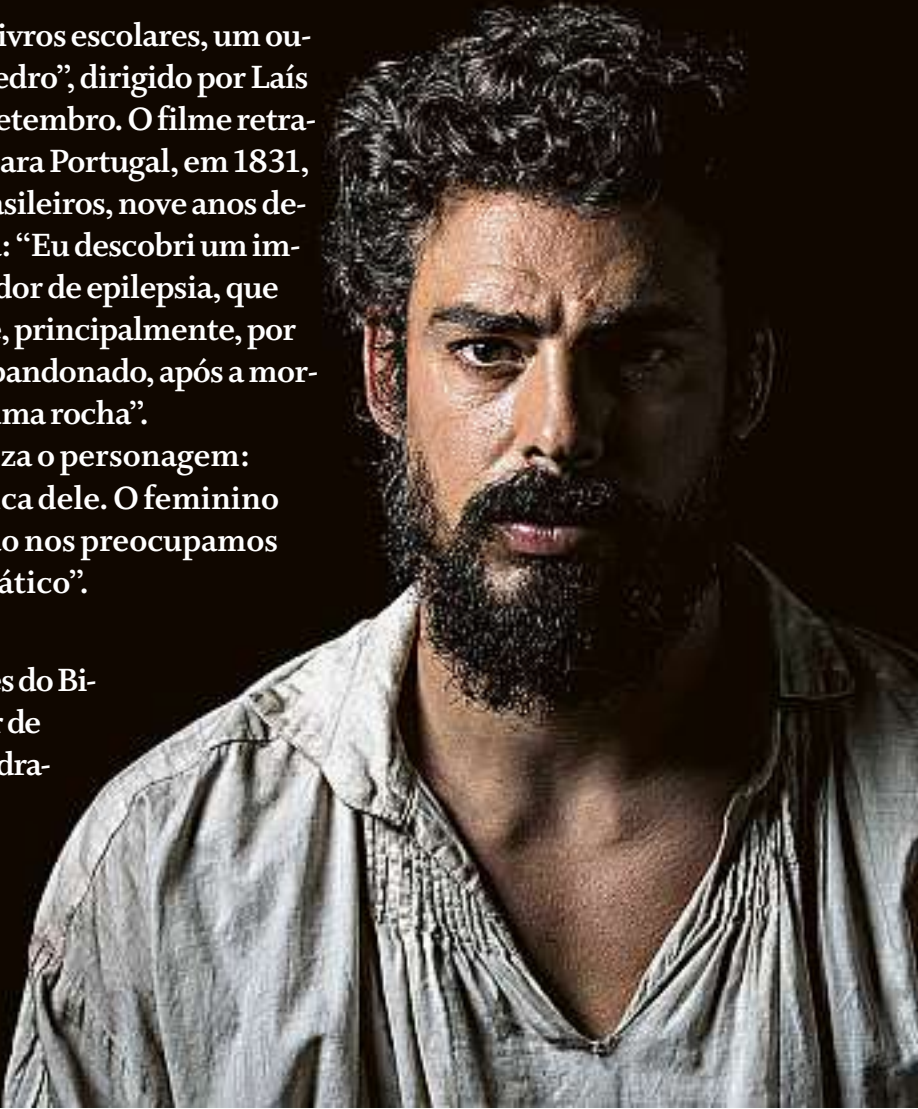 ivros escolares, um ou-
edro”, dirigido por Laís
etembro. O filme retra-
ara Portugal, em 1831,
asileiros, nove anos de-
: “Eu descobri um im-
dor de epilepsia, que
, principalmente, por
bandonado, após a mor-
ma rocha”.
za o personagem:
ca dele. O feminino
o nos preocupamos
ático”.
es do Bi-
r de
dra-